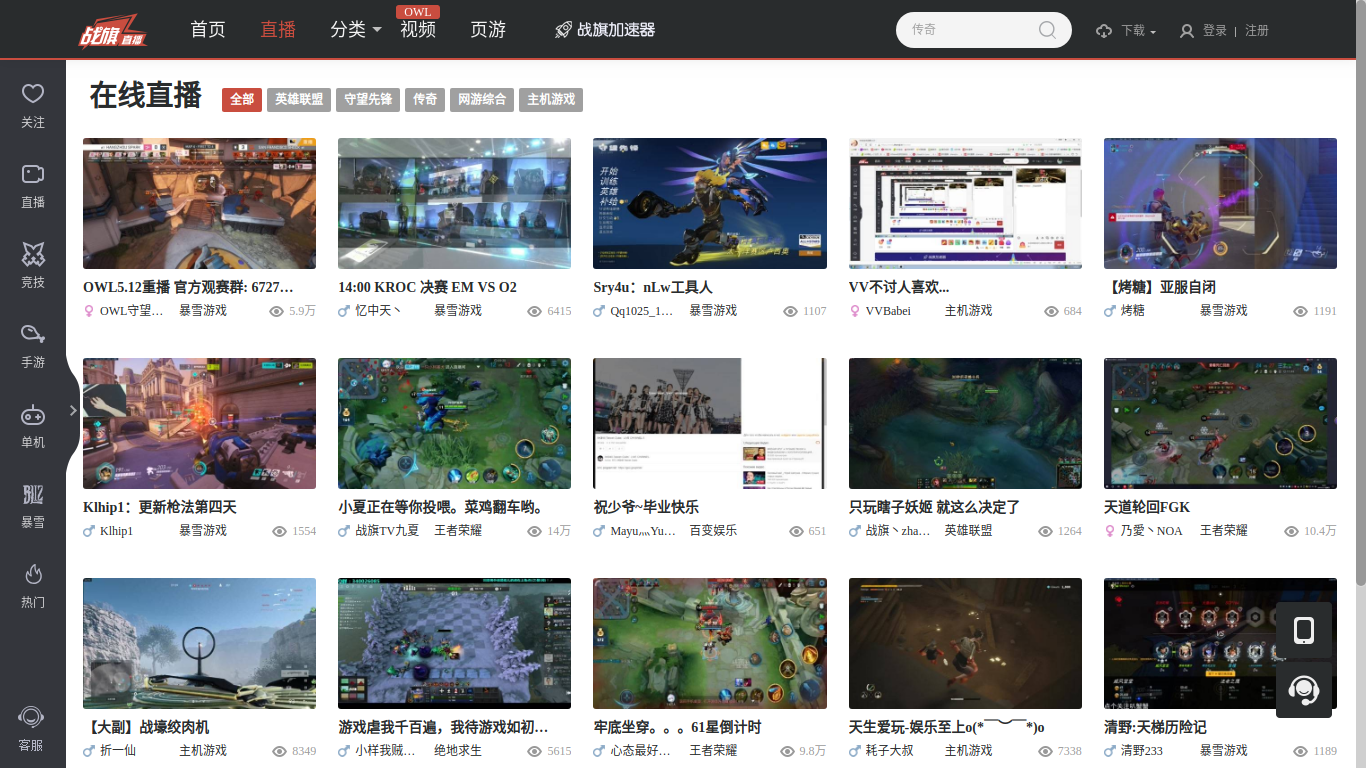 战旗 直播
首页
直播
分类
OWL
视频
页游
战旗加速器
传奇
下载
登录 | 注册
关注
直播
竞技
手游
单机
暴雪
热门
客服
在线直播
全部
英雄联盟
守望先锋
传奇
网游综合
主机游戏
OWL5.12重播 官方观赛群: 6727…
OWL守望… 暴雪游戏 5.9万
14:00 KROC 决赛 EM VS O2
忆中天丶 暴雪游戏 6415
开始
训练
英雄
补给
Sry4u：nLw工具人
Qq1025_1… 暴雪游戏 1107
VV不讨人喜欢...
VVBabei 主机游戏 684
【烤糖】亚服自闭
烤糖 暴雪游戏 1191
Klhip1：更新枪法第四天
Klhip1 暴雪游戏 1554
小夏正在等你投喂。菜鸡翻车哟。
战旗TV九夏 王者荣耀 14万
祝少爷~毕业快乐
Mayu灬Yu… 百变娱乐 651
只玩瞎子妖姬 就这么决定了
战旗丶zha… 英雄联盟 1264
天道轮回FGK
乃愛丶NOA 王者荣耀 10.4万
【大副】战壕绞肉机
折一仙 主机游戏 8349
游戏虐我千百遍，我待游戏如初…
小样我贼… 绝地求生 5615
牢底坐穿。。。61星倒计时
心态最好… 王者荣耀 9.8万
天生爱玩-娱乐至上o(*￣︶￣*)o
耗子大叔 主机游戏 7338
VS
清野:天梯历险记
清野233 暴雪游戏 1189